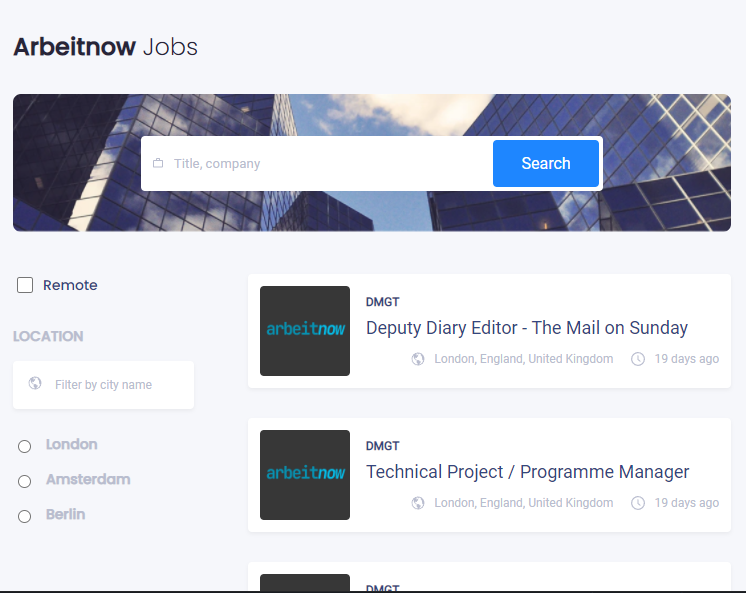 Arbeitnow Jobs
Title, company
Search
Remote
LOCATION
Filter by city name
London
Amsterdam
Berlin
arbeitnow
DMGT
Deputy Diary Editor - The Mail on Sunday
London, England, United Kingdom
19 days ago
arbeitnow
DMGT
Technical Project / Programme Manager
London, England, United Kingdom
19 days ago
DMGT